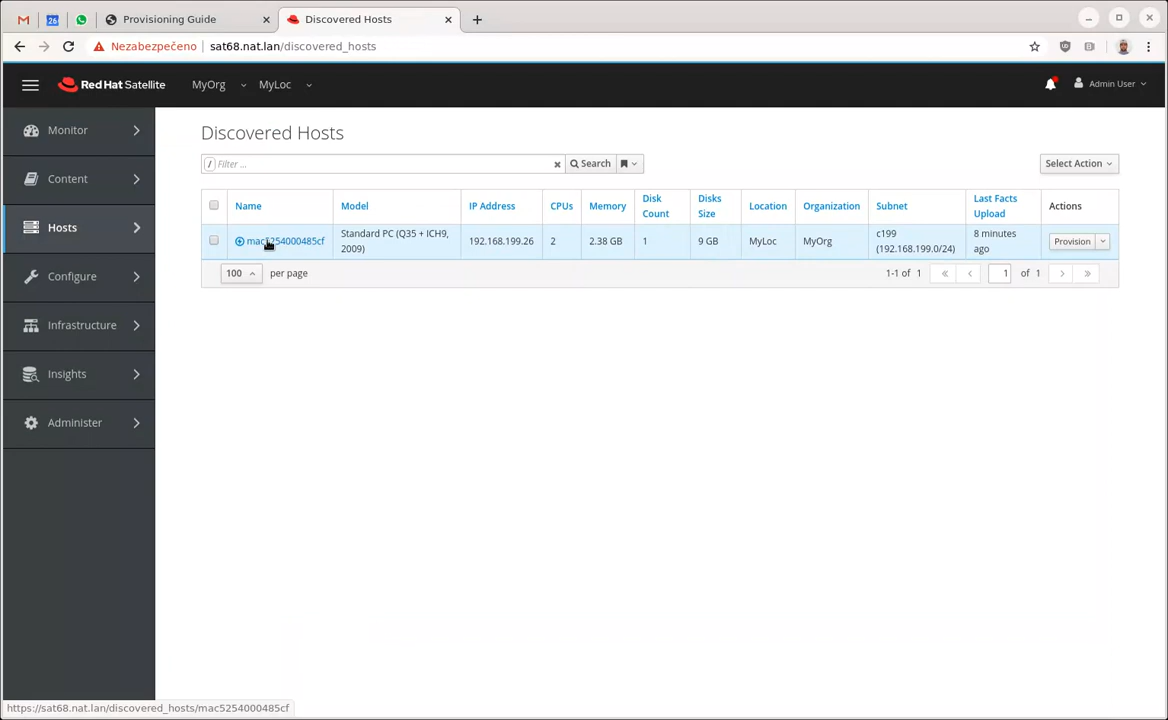 Provisioning Guide
Discovered Hosts
Nezabezpečeno
sat68.nat.lan/discovered_hosts
Red Hat Satellite
MyOrg
MyLoc
Admin User
Monitor
Content
Hosts
Configure
Infrastructure
Insights
Administer
Discovered Hosts
/ Filter ...
Search
Select Action
Name Model IP Address CPUs Memory Disk Count Disks Size Location Organization Subnet Last Facts Upload Actions
mac5254000485cf Standard PC (Q35 + ICH9, 2009) 192.168.199.26 2 2.38 GB 1 9 GB MyLoc MyOrg c199 (192.168.199.0/24) 8 minutes ago Provision
100 per page 1-1 of 1 « ‹ 1 of 1 › »
https://sat68.nat.lan/discovered_hosts/mac5254000485cf